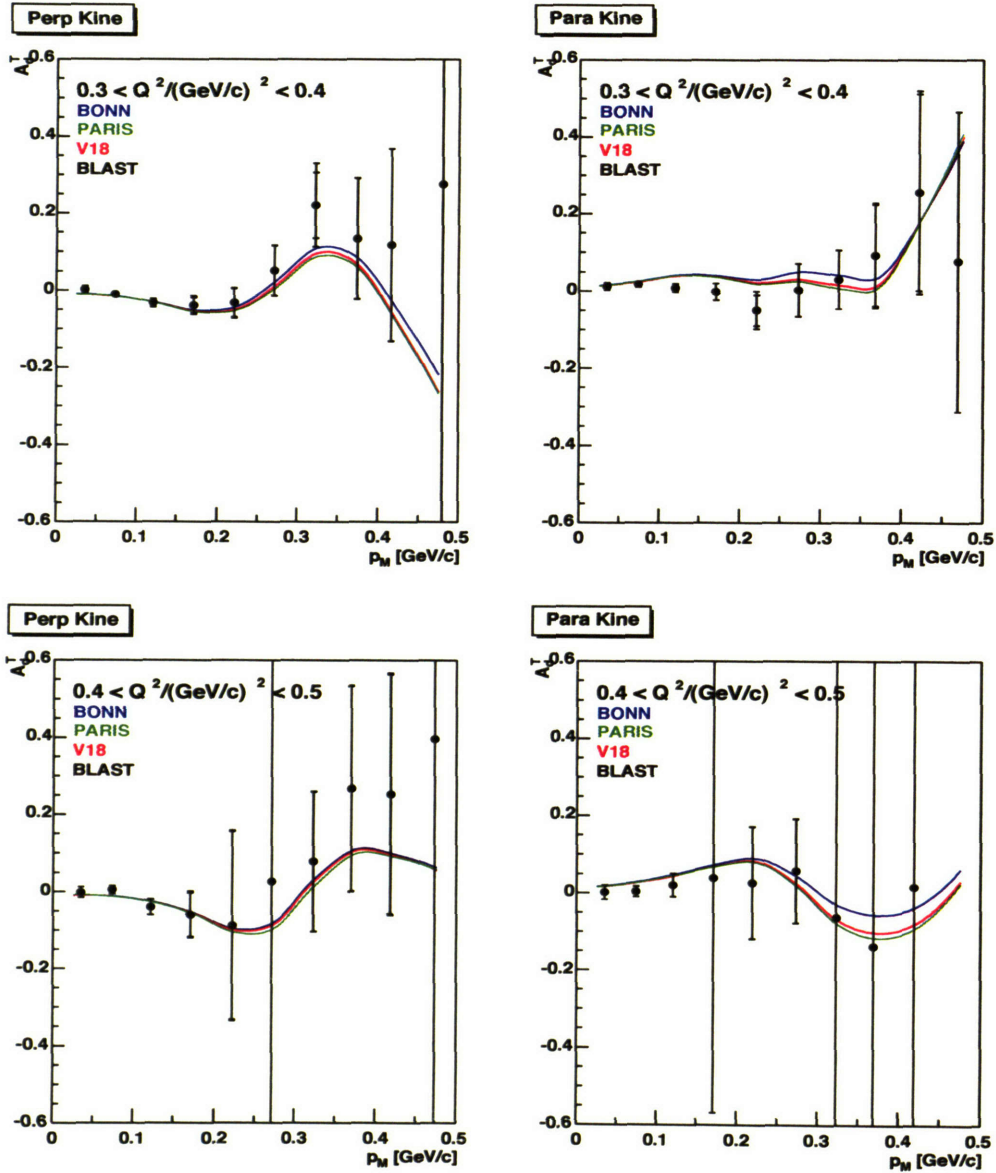 Perp Kine
A_d^T
0.3 < Q ²/(GeV/c) ² < 0.4
BONN
PARIS
V18
BLAST
0.6
0.4
0.2
0
-0.2
-0.4
-0.6
0 0.1 0.2 0.3 0.4 0.5
p_M [GeV/c]
Para Kine
A_d^T
0.3 < Q ²/(GeV/c) ² < 0.4
BONN
PARIS
V18
BLAST
0.6
0.4
0.2
0
-0.2
-0.4
-0.6
0 0.1 0.2 0.3 0.4 0.5
p_M [GeV/c]
Perp Kine
A_d^T
0.4 < Q ²/(GeV/c) ² < 0.5
BONN
PARIS
V18
BLAST
0.6
0.4
0.2
0
-0.2
-0.4
-0.6
0 0.1 0.2 0.3 0.4 0.5
p_M [GeV/c]
Para Kine
A_d^T
0.4 < Q ²/(GeV/c) ² < 0.5
BONN
PARIS
V18
BLAST
0.6
0.4
0.2
0
-0.2
-0.4
-0.6
0 0.1 0.2 0.3 0.4 0.5
p_M [GeV/c]